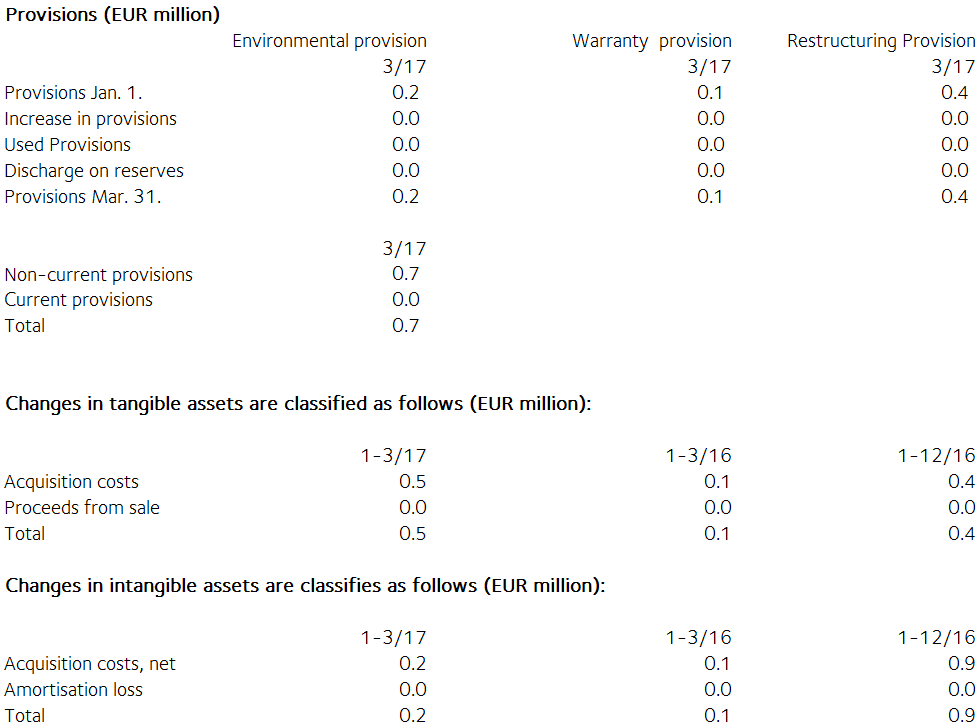 Provisions (EUR million)
Environmental provision Warranty provision Restructuring Provision
3/17 3/17 3/17
Provisions Jan. 1. 0.2 0.1 0.4
Increase in provisions 0.0 0.0 0.0
Used Provisions 0.0 0.0 0.0
Discharge on reserves 0.0 0.0 0.0
Provisions Mar. 31. 0.2 0.1 0.4
3/17
Non-current provisions 0.7
Current provisions 0.0
Total 0.7
Changes in tangible assets are classified as follows (EUR million):
1-3/17 1-3/16 1-12/16
Acquisition costs 0.5 0.1 0.4
Proceeds from sale 0.0 0.0 0.0
Total 0.5 0.1 0.4
Changes in intangible assets are classifies as follows (EUR million):
1-3/17 1-3/16 1-12/16
Acquisition costs, net 0.2 0.1 0.9
Amortisation loss 0.0 0.0 0.0
Total 0.2 0.1 0.9